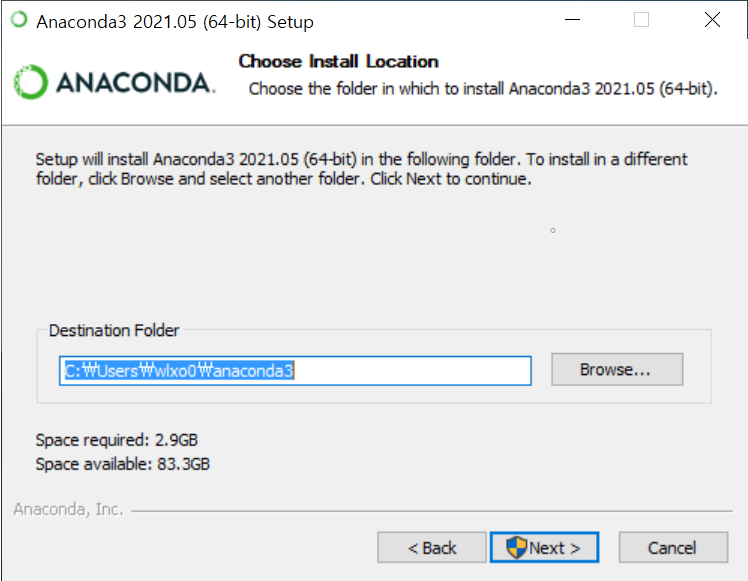 Anaconda3 2021.05 (64-bit) Setup
ANACONDA.
Choose Install Location
Choose the folder in which to install Anaconda3 2021.05 (64-bit).
Setup will install Anaconda3 2021.05 (64-bit) in the following folder. To install in a different
folder, click Browse and select another folder. Click Next to continue.
Destination Folder
C:₩Users₩wlxo0₩anaconda3
Browse...
Space required: 2.9GB
Space available: 83.3GB
Anaconda, Inc.
< Back
Next >
Cancel